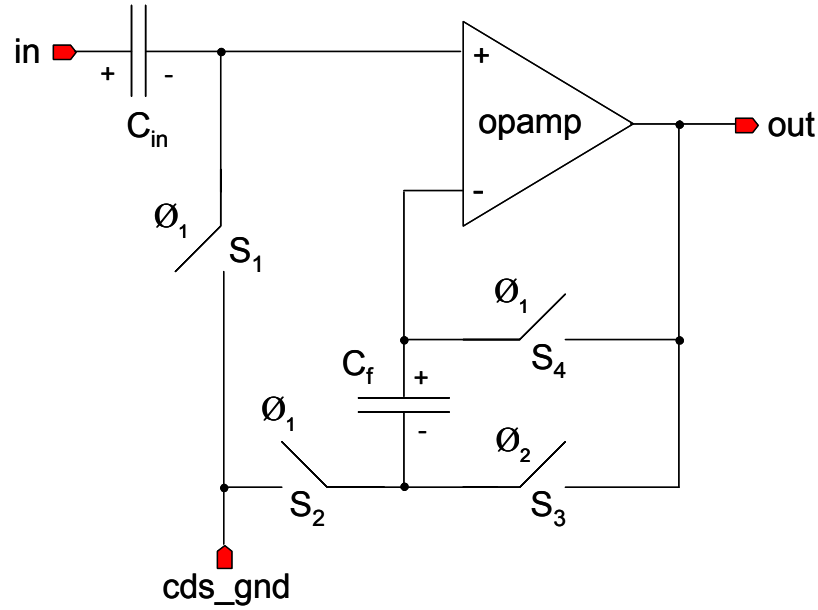 in
+ -
C_in
+
opamp
-
out
Ø_1
S_1
Ø_1
S_4
C_f
+
-
Ø_1
S_2
Ø_2
S_3
cds_gnd